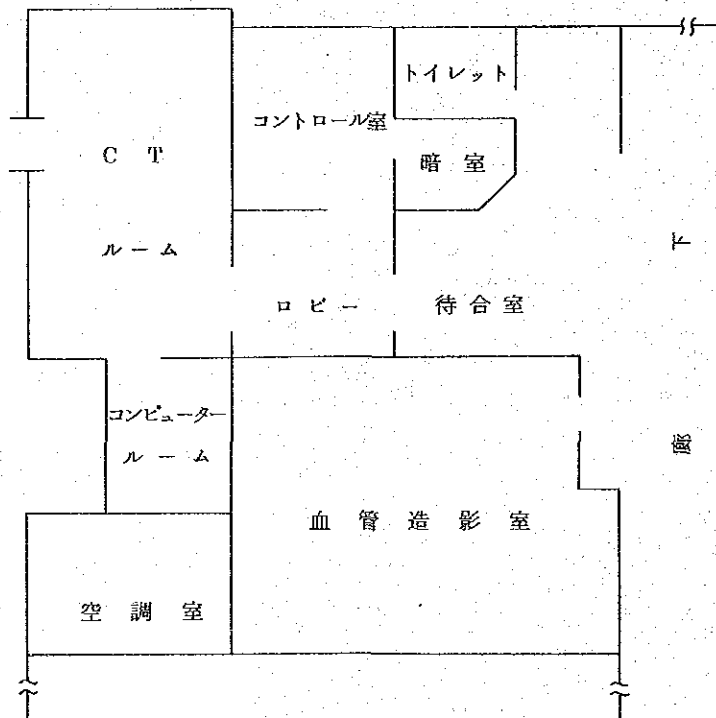 トイレット
コントロール室
CT
ルーム
暗室
ロビー
待合室
廊下
コンピューター
ルーム
血管造影室
空調室